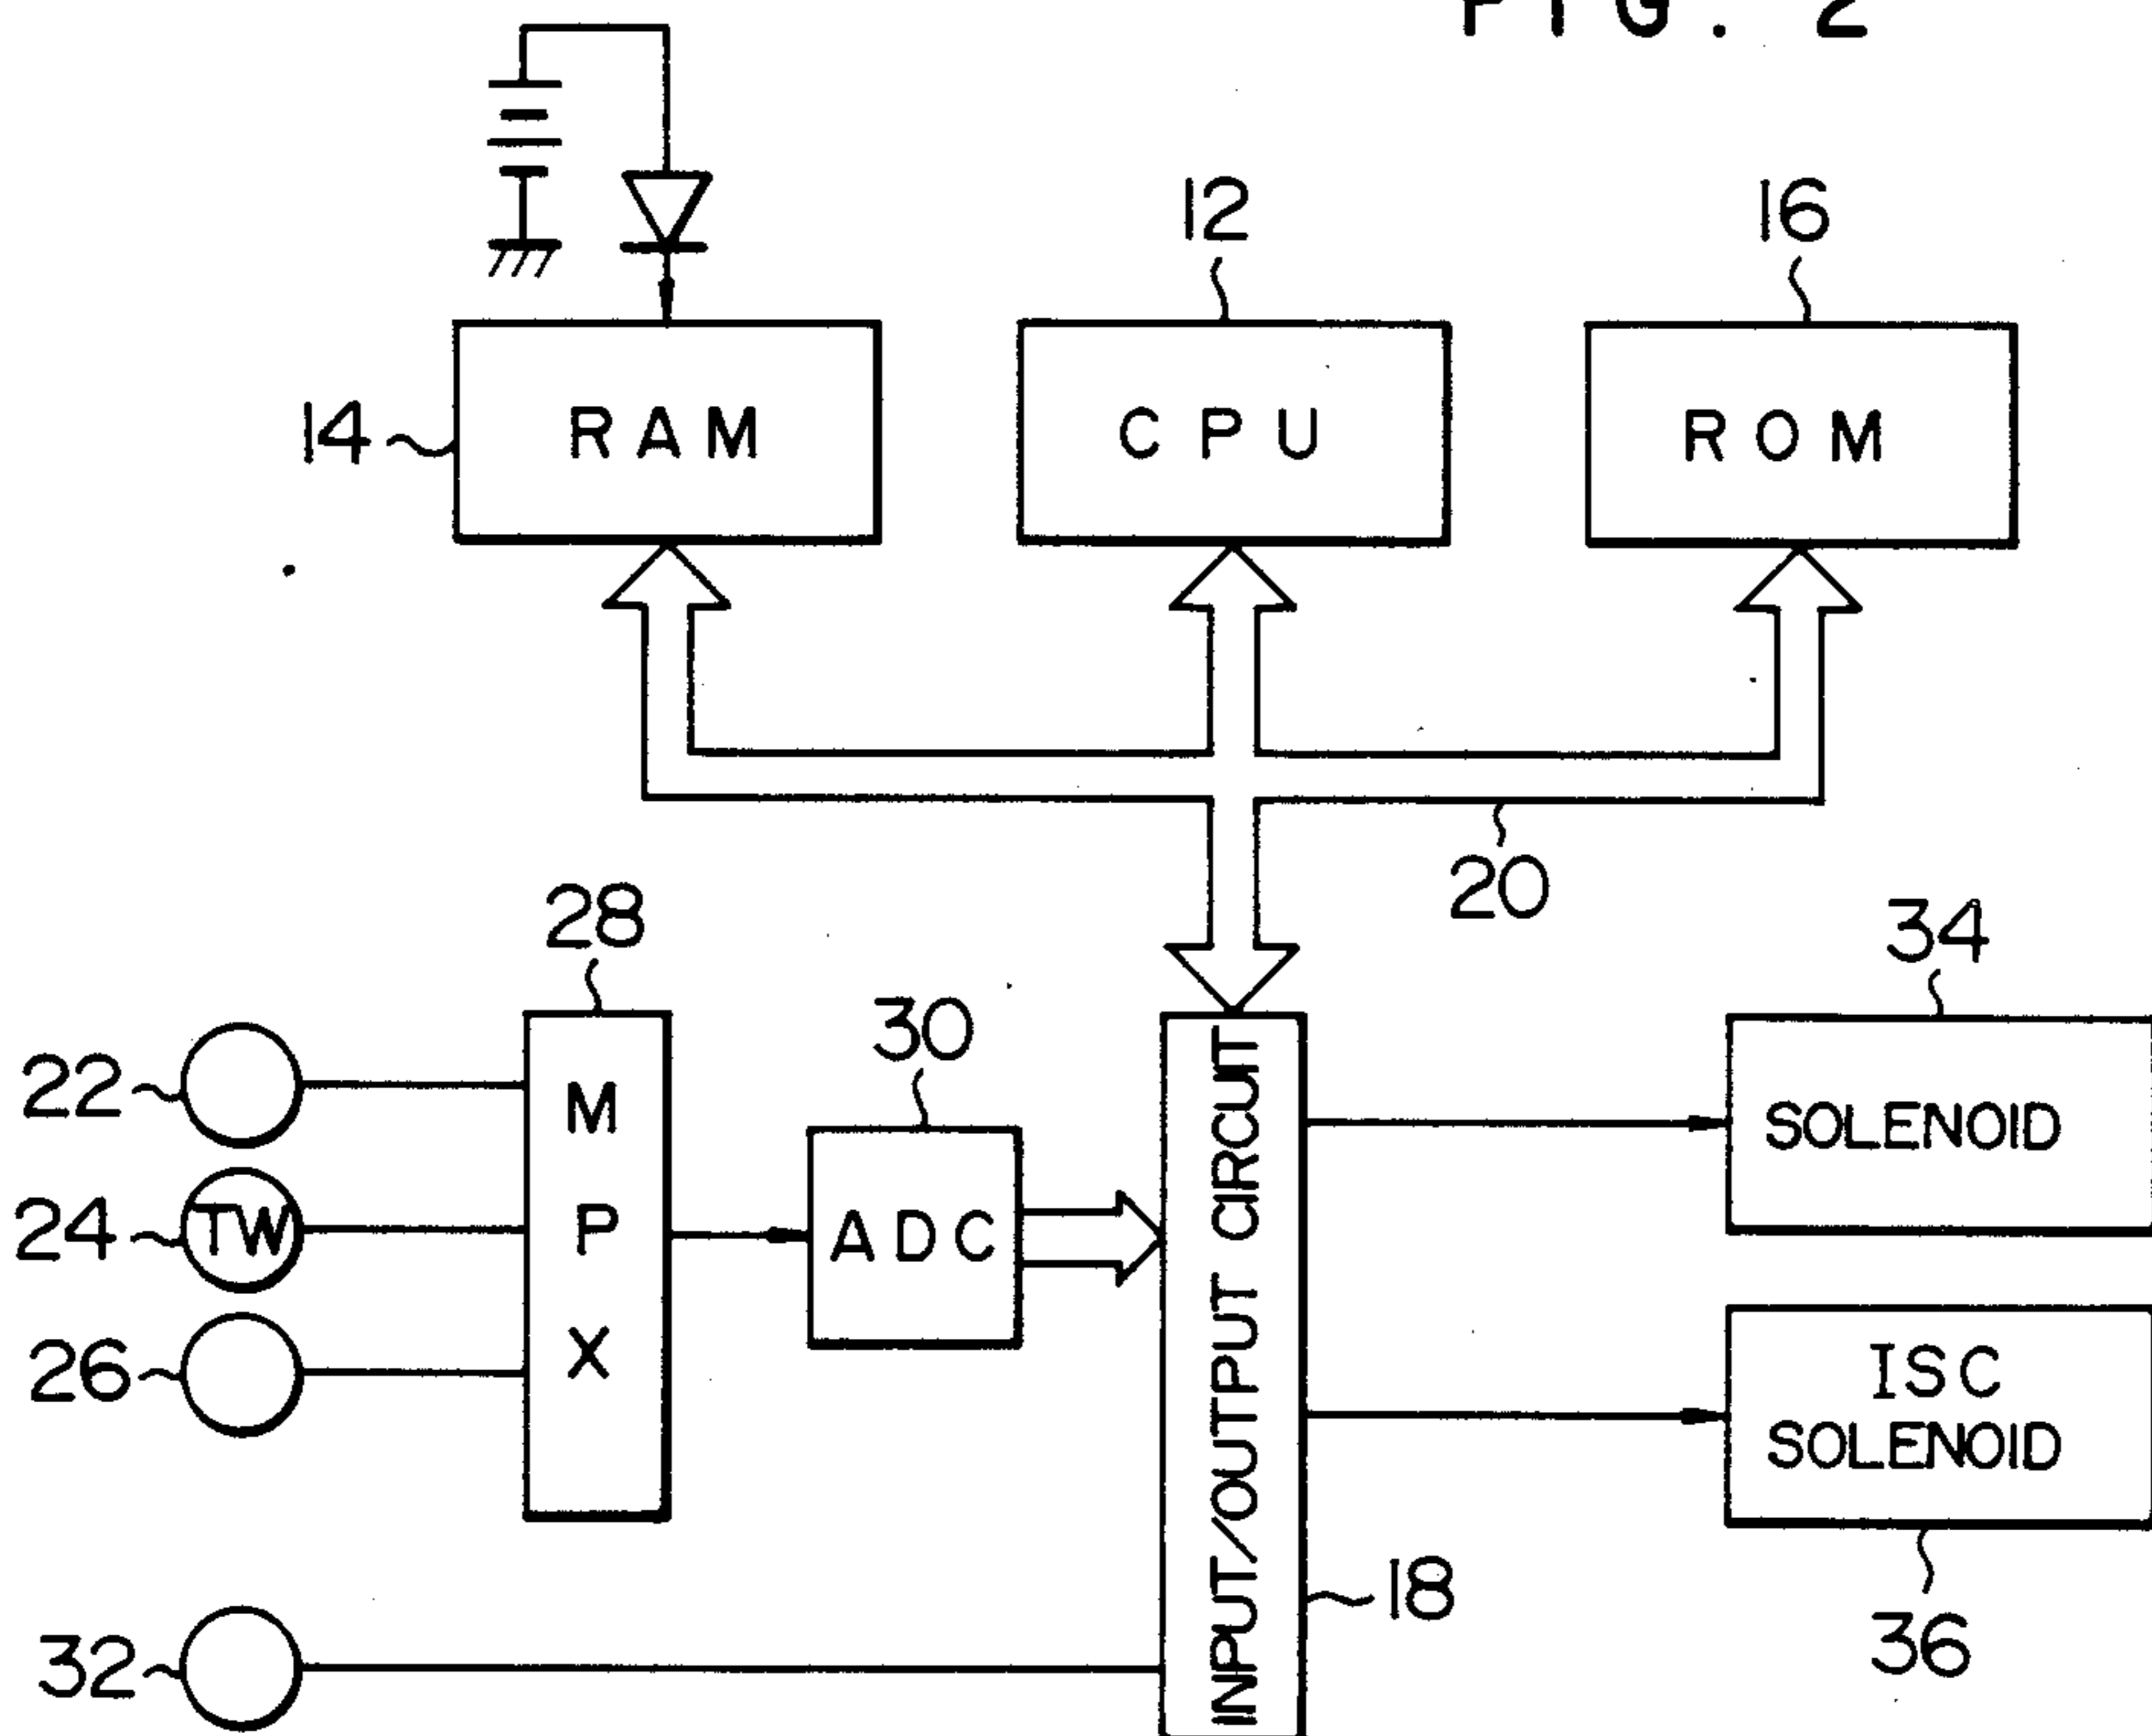 FIG. 2
12
16
14
RAM
CPU
ROM
20
28
34
30
22
MPX
SOLENOID
24
TW
ADC
INPUT/OUTPUT CIRCUIT
26
ISC
SOLENOID
18
32
36